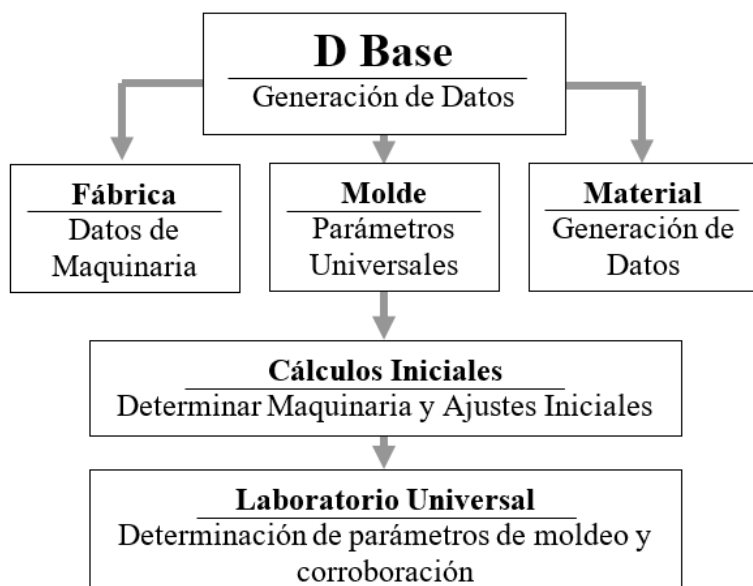 D Base
Generación de Datos
Fábrica
Datos de
Maquinaria
Molde
Parámetros
Universales
Material
Generación de
Datos
Cálculos Iniciales
Determinar Maquinaria y Ajustes Iniciales
Laboratorio Universal
Determinación de parámetros de moldeo y
corroboración